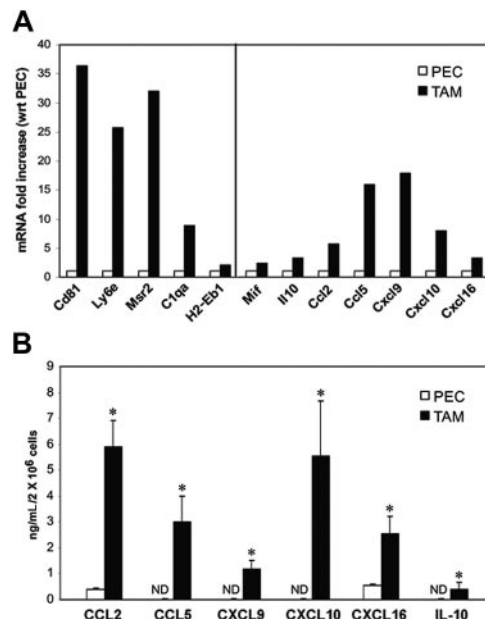 A
mRNA fold increase (wrt PEC)
40
35
30
25
20
15
10
5
0
PEC
TAM
Cd81
Ly6e
Msr2
C1qa
H2-Eb1
Mif
Il10
Ccl2
Ccl5
Cxcl9
Cxcl10
Cxcl16
B
ng/mL/2 X 10⁶ cells
9
8
7
6
5
4
3
2
1
0
PEC
TAM
*
*
*
*
*
*
ND
ND
ND
ND
CCL2 CCL5 CXCL9 CXCL10 CXCL16 IL-10